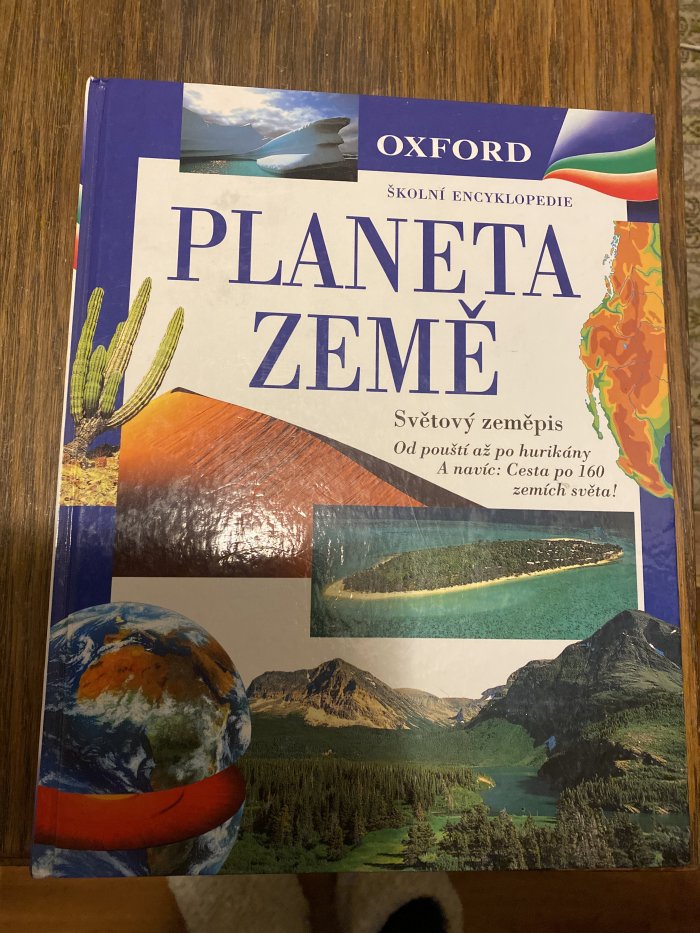 OXFORD
ŠKOLNÍ ENCYKLOPEDIE
PLANETA
ZEMĚ
Světový zeměpis
Od pouští až po hurikány
A navíc: Cesta po 160
zemích světa!